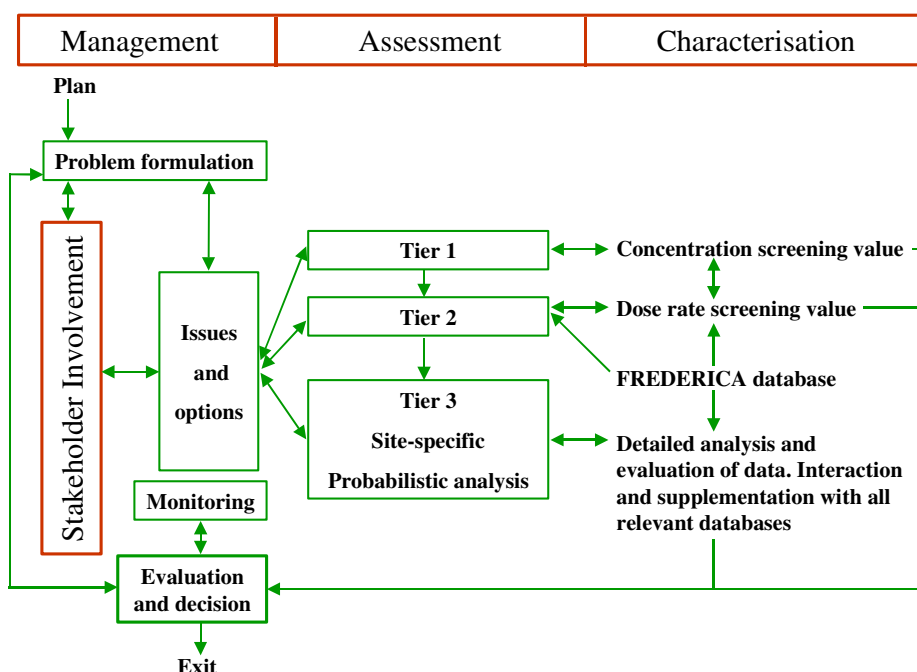 Management
Assessment
Characterisation
Plan
Problem formulation
Stakeholder Involvement
Issues
and
options
Monitoring
Evaluation
and decision
Exit
Tier 1
Tier 2
Tier 3
Site-specific
Probabilistic analysis
Concentration screening value
Dose rate screening value
FREDERICA database
Detailed analysis and
evaluation of data. Interaction
and supplementation with all
relevant databases